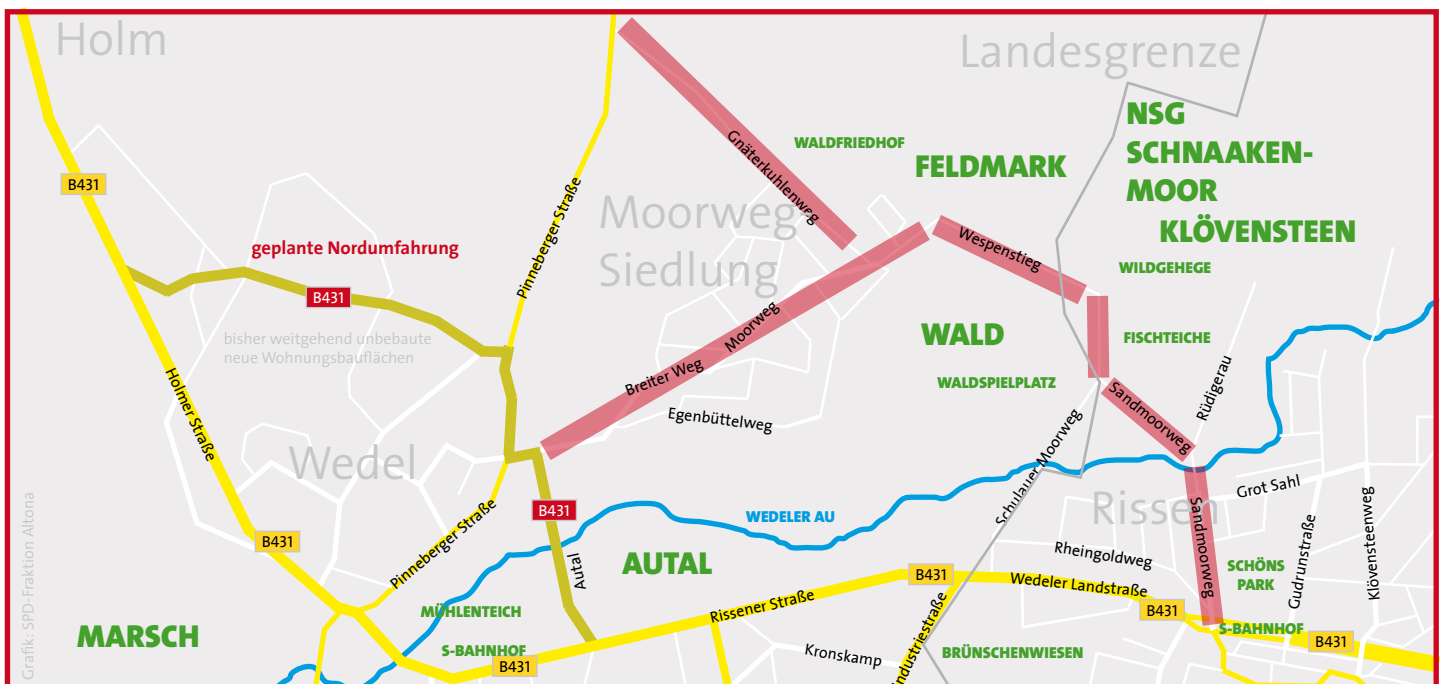 Holm
Landesgrenze
NSG
SCHNAAKEN-
MOOR
KLÖVENSTEEN
WALDFRIEDHOF
FELDMARK
Gnäterkuhlenweg
B431
Pinneberger Straße
Moorweg
Siedlung
geplante Nordumfahrung
B431
Wespenstieg
WILDGEHEGE
bisher weitgehend unbebaute
neue Wohnungsbauflächen
Moorweg
WALD
FISCHTEICHE
Breiter Weg
WALDSPIELPLATZ
Rüdigerau
Holmer Straße
Egenbüttelweg
Sandmoorweg
Schulauer Moorweg
Wedel
Grot Sahl
Rissen
B431
WEDELER AU
Sandmoorweg
Klövensteenweg
Gudrunstraße
B431
Pinneberger Straße
Autal
AUTAL
Rheingoldweg
SCHÖNS
PARK
B431
Wedeler Landstraße
B431
Rissener Straße
MÜHLENTEICH
MARSCH
S-BAHNHOF
B431
S-BAHNHOF
B431
Kronskamp
Industriestraße
BRÜNSCHENWIESEN
Grafik: SPD-Fraktion Altona